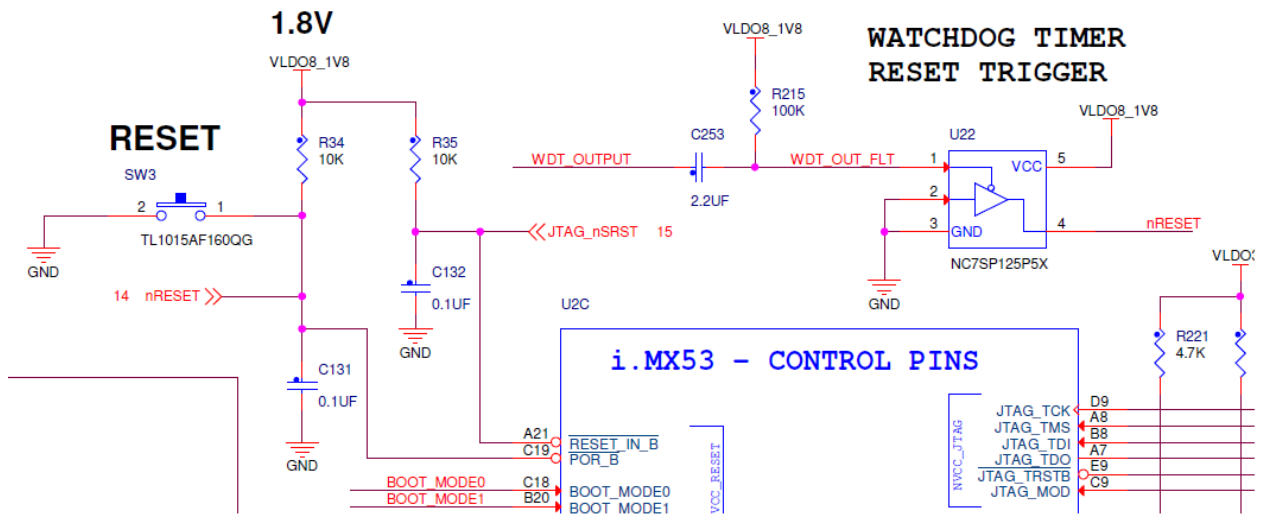 1.8V
VLDO8_1V8
R34
10K
R35
10K
RESET
SW3
2
1
TL1015AF160QG
GND
14 nRESET
JTAG_nSRST 15
C132
0.1UF
GND
C131
0.1UF
GND
VLDO8_1V8
R215
100K
WATCHDOG TIMER
RESET TRIGGER
WDT_OUTPUT
C253
2.2UF
WDT_OUT_FLT
U22
VLDO8_1V8
1
VCC
5
2
3
GND
4
nRESET
NC7SP125P5X
GND
R221
4.7K
U2C
i.MX53 - CONTROL PINS
A21
RESET_IN_B
C19
POR_B
BOOT_MODE0
C18
BOOT_MODE0
BOOT_MODE1
B20
BOOT_MODE1
VCC_RESET
NVCC_JTAG
JTAG_TCK
D9
JTAG_TMS
A8
JTAG_TDI
B8
JTAG_TDO
A7
JTAG_TRSTB
E9
JTAG_MOD
C9